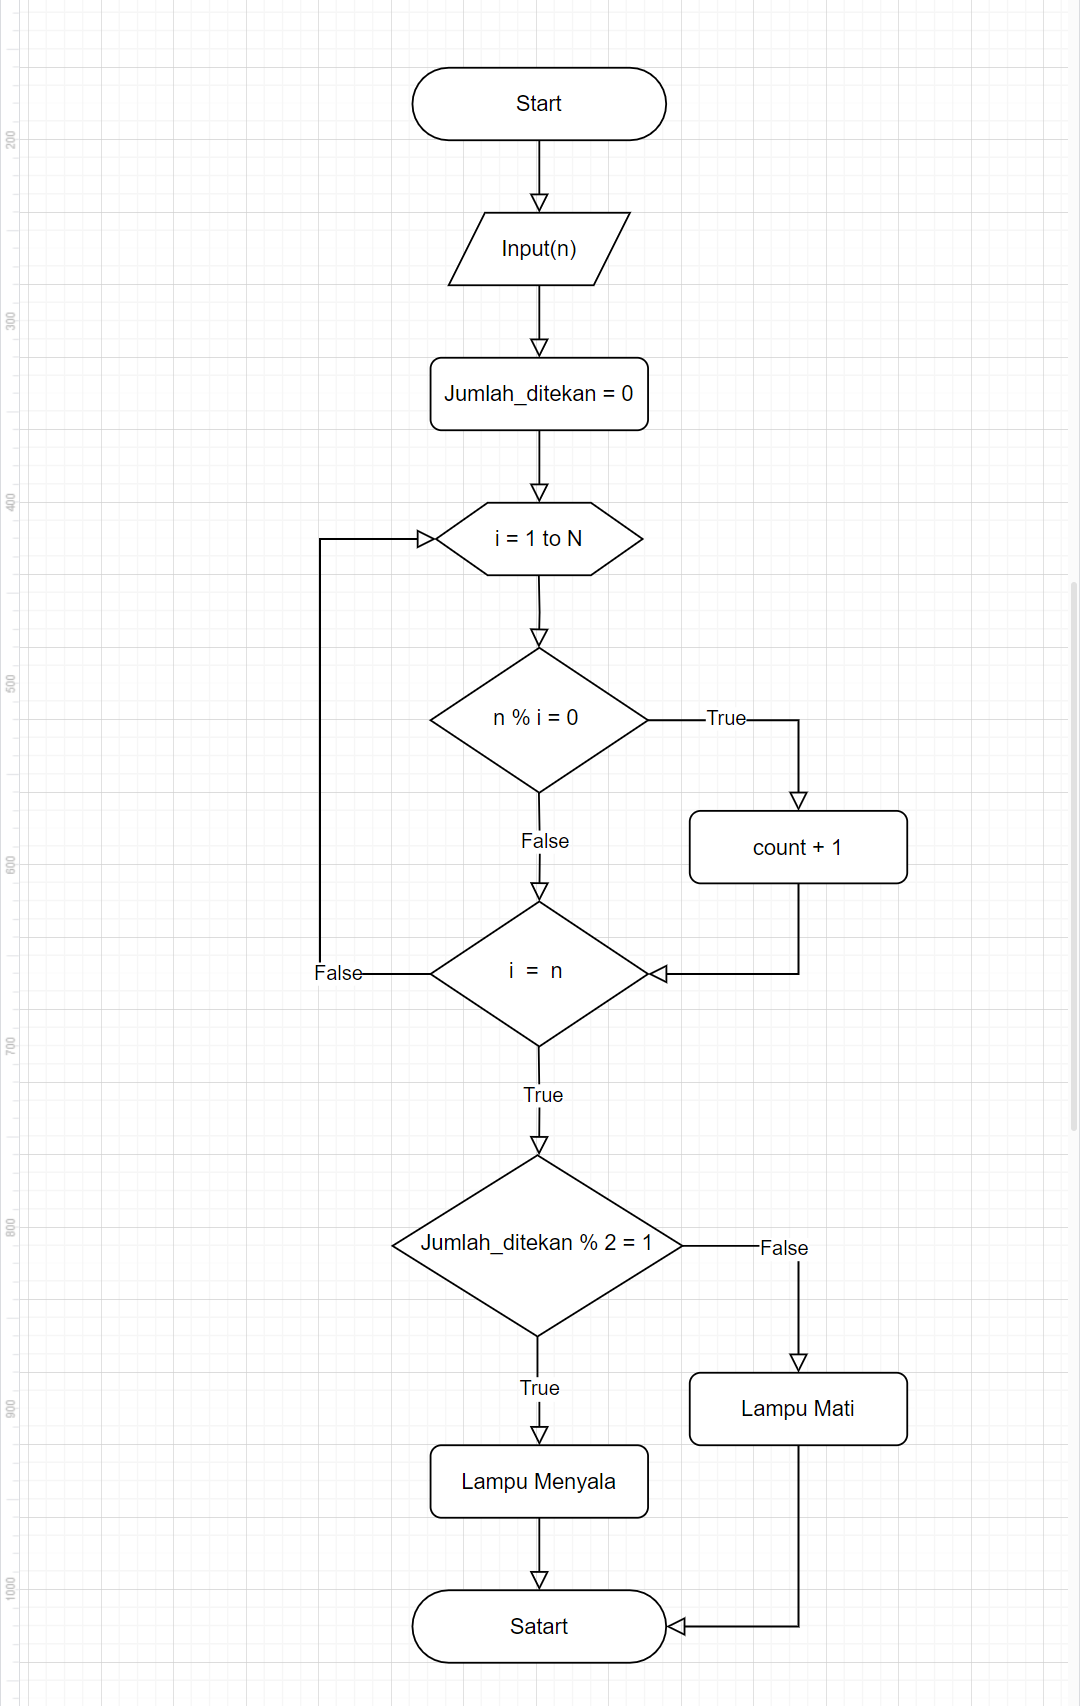 Start
Input(n)
Jumlah_ditekan = 0
i = 1 to N
n % i = 0
True
False
count + 1
i = n
False
True
Jumlah_ditekan % 2 = 1
False
True
Lampu Mati
Lampu Menyala
Satart
200
300
400
500
600
700
800
900
1000